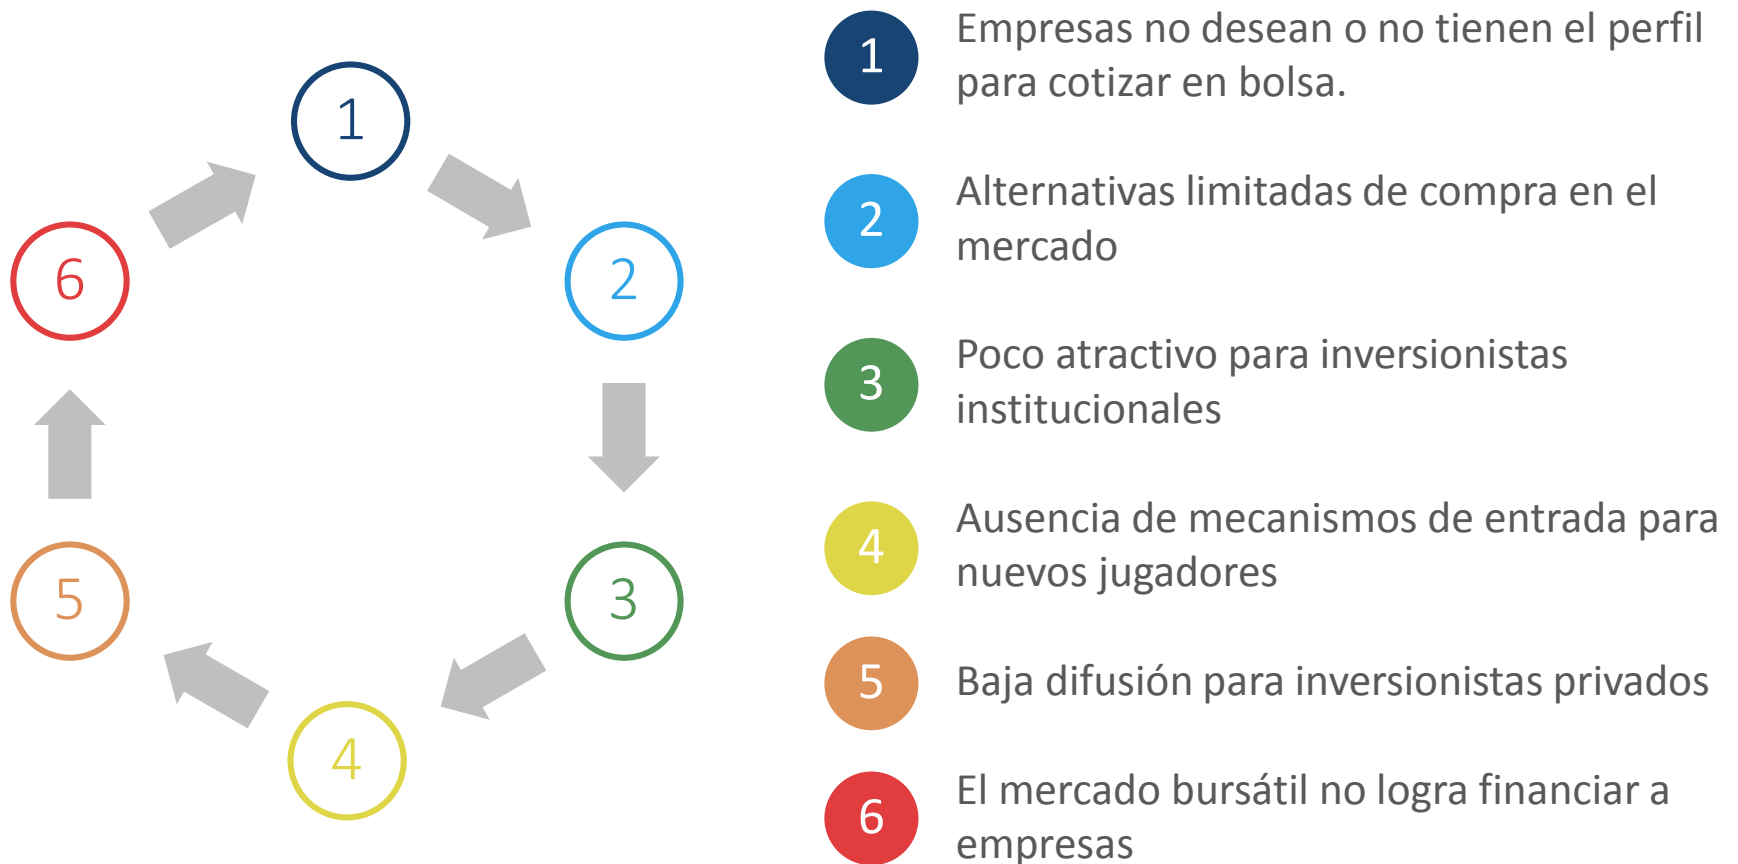 1
2
3
4
5
6
1
Empresas no desean o no tienen el perfil
para cotizar en bolsa.
2
Alternativas limitadas de compra en el
mercado
3
Poco atractivo para inversionistas
institucionales
4
Ausencia de mecanismos de entrada para
nuevos jugadores
5
Baja difusión para inversionistas privados
6
El mercado bursátil no logra financiar a
empresas